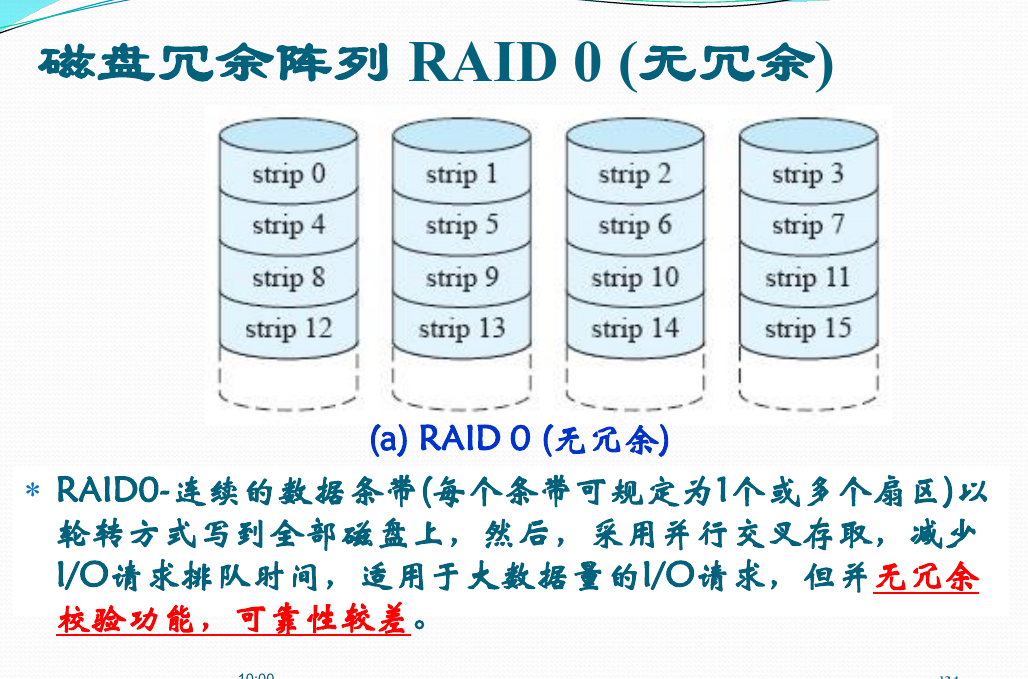 磁盘冗余阵列 RAID 0 (无冗余)
strip 0 strip 1 strip 2 strip 3
strip 4 strip 5 strip 6 strip 7
strip 8 strip 9 strip 10 strip 11
strip 12 strip 13 strip 14 strip 15
(a) RAID 0 (无冗余)
* RAID0-连续的数据条带(每个条带可规定为1个或多个扇区)以
轮转方式写到全部磁盘上，然后，采用并行交叉存取，减少
I/O请求排队时间，适用于大数据量的I/O请求，但并无冗余
校验功能，可靠性较差。
10:00